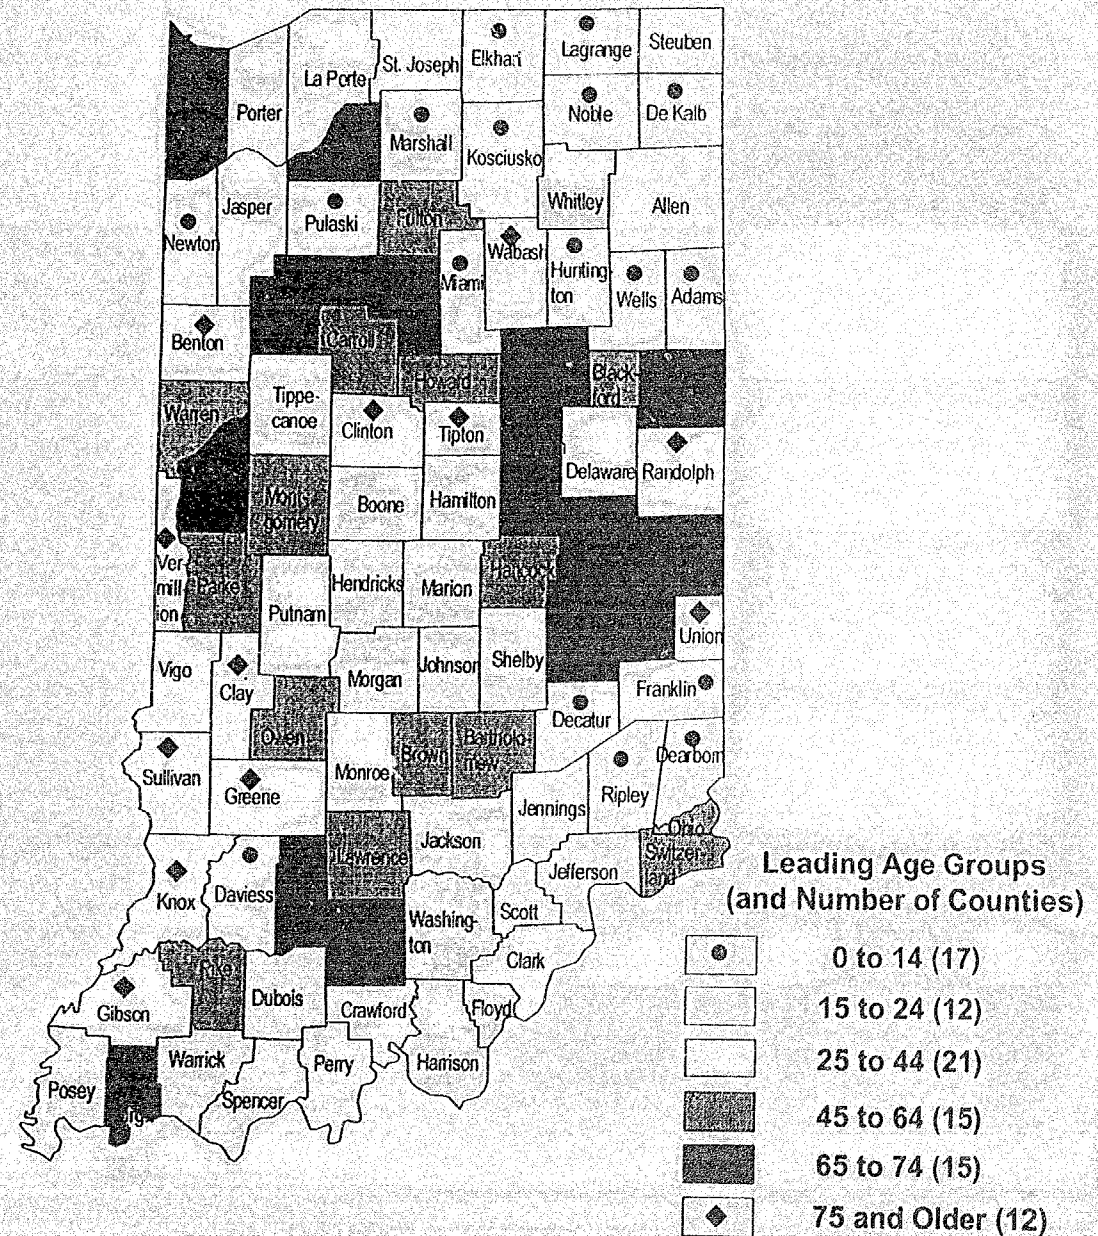 La Porte
St. Joseph
Elkhart
Lagrange
Steuben
Porter
Marshall
Kosciusko
Noble
De Kalb
Jasper
Newton
Pulaski
Fulton
Whitley
Allen
Miami
Wabash
Hunting-
ton
Wells
Adams
Benton
Carroll
Howard
Black-
ford
Warren
Tippe-
canoe
Clinton
Tipton
Delaware
Randolph
Mont-
gomery
Boone
Hamilton
Ver-
mill-
ion
Parke
Putnam
Hendricks
Marion
Hancock
Union
Vigo
Clay
Morgan
Johnson
Shelby
Franklin
Decatur
Owen
Sullivan
Greene
Monroe
Brown
Bartholo-
mew
Dearborn
Ripley
Jennings
Jackson
Lawrence
Ohio
Switzer-
land
Jefferson
Knox
Daviess
Washing-
ton
Scott
Clark
Pike
Dubois
Gibson
Crawford
Floyd
Harrison
Posey
Warrick
Spencer
Perry
Leading Age Groups
(and Number of Counties)
0 to 14 (17)
15 to 24 (12)
25 to 44 (21)
45 to 64 (15)
65 to 74 (15)
75 and Older (12)